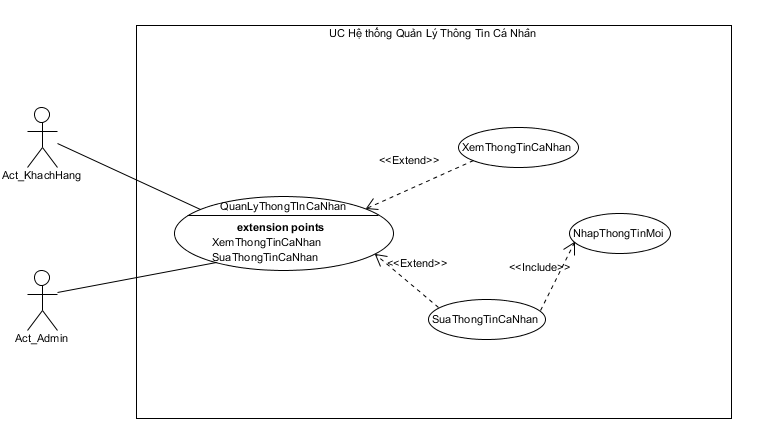 UC Hệ thống Quản Lý Thông Tin Cá Nhân
Act_KhachHang
<<Extend>>
XemThongTinCaNhan
QuanLyThongTInCaNhan
extension points
XemThongTinCaNhan
SuaThongTinCaNhan
NhapThongTinMoi
<<Extend>>
<<Include>>
SuaThongTinCaNhan
Act_Admin